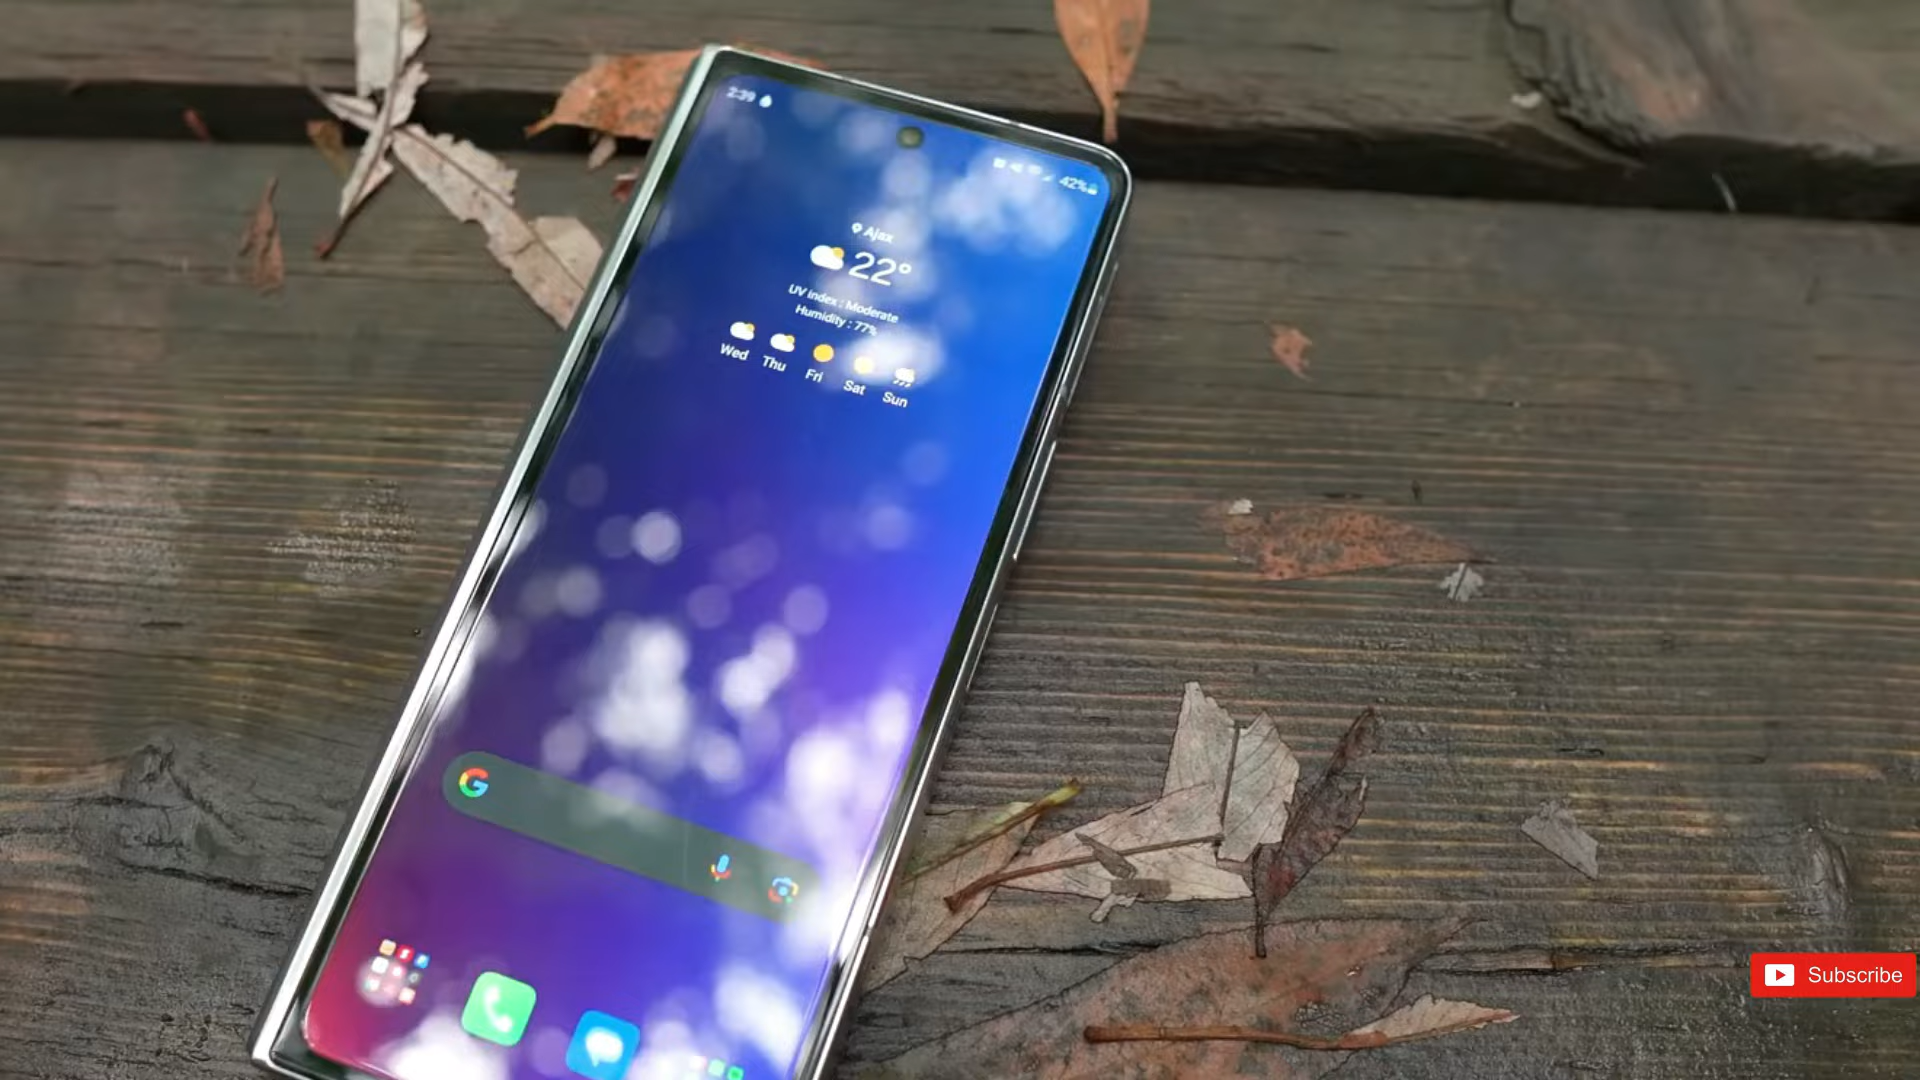 2:39
42%
Ajax
22°
UV index : Moderate
Humidity : 77%
Wed Thu Fri Sat Sun
G
Subscribe